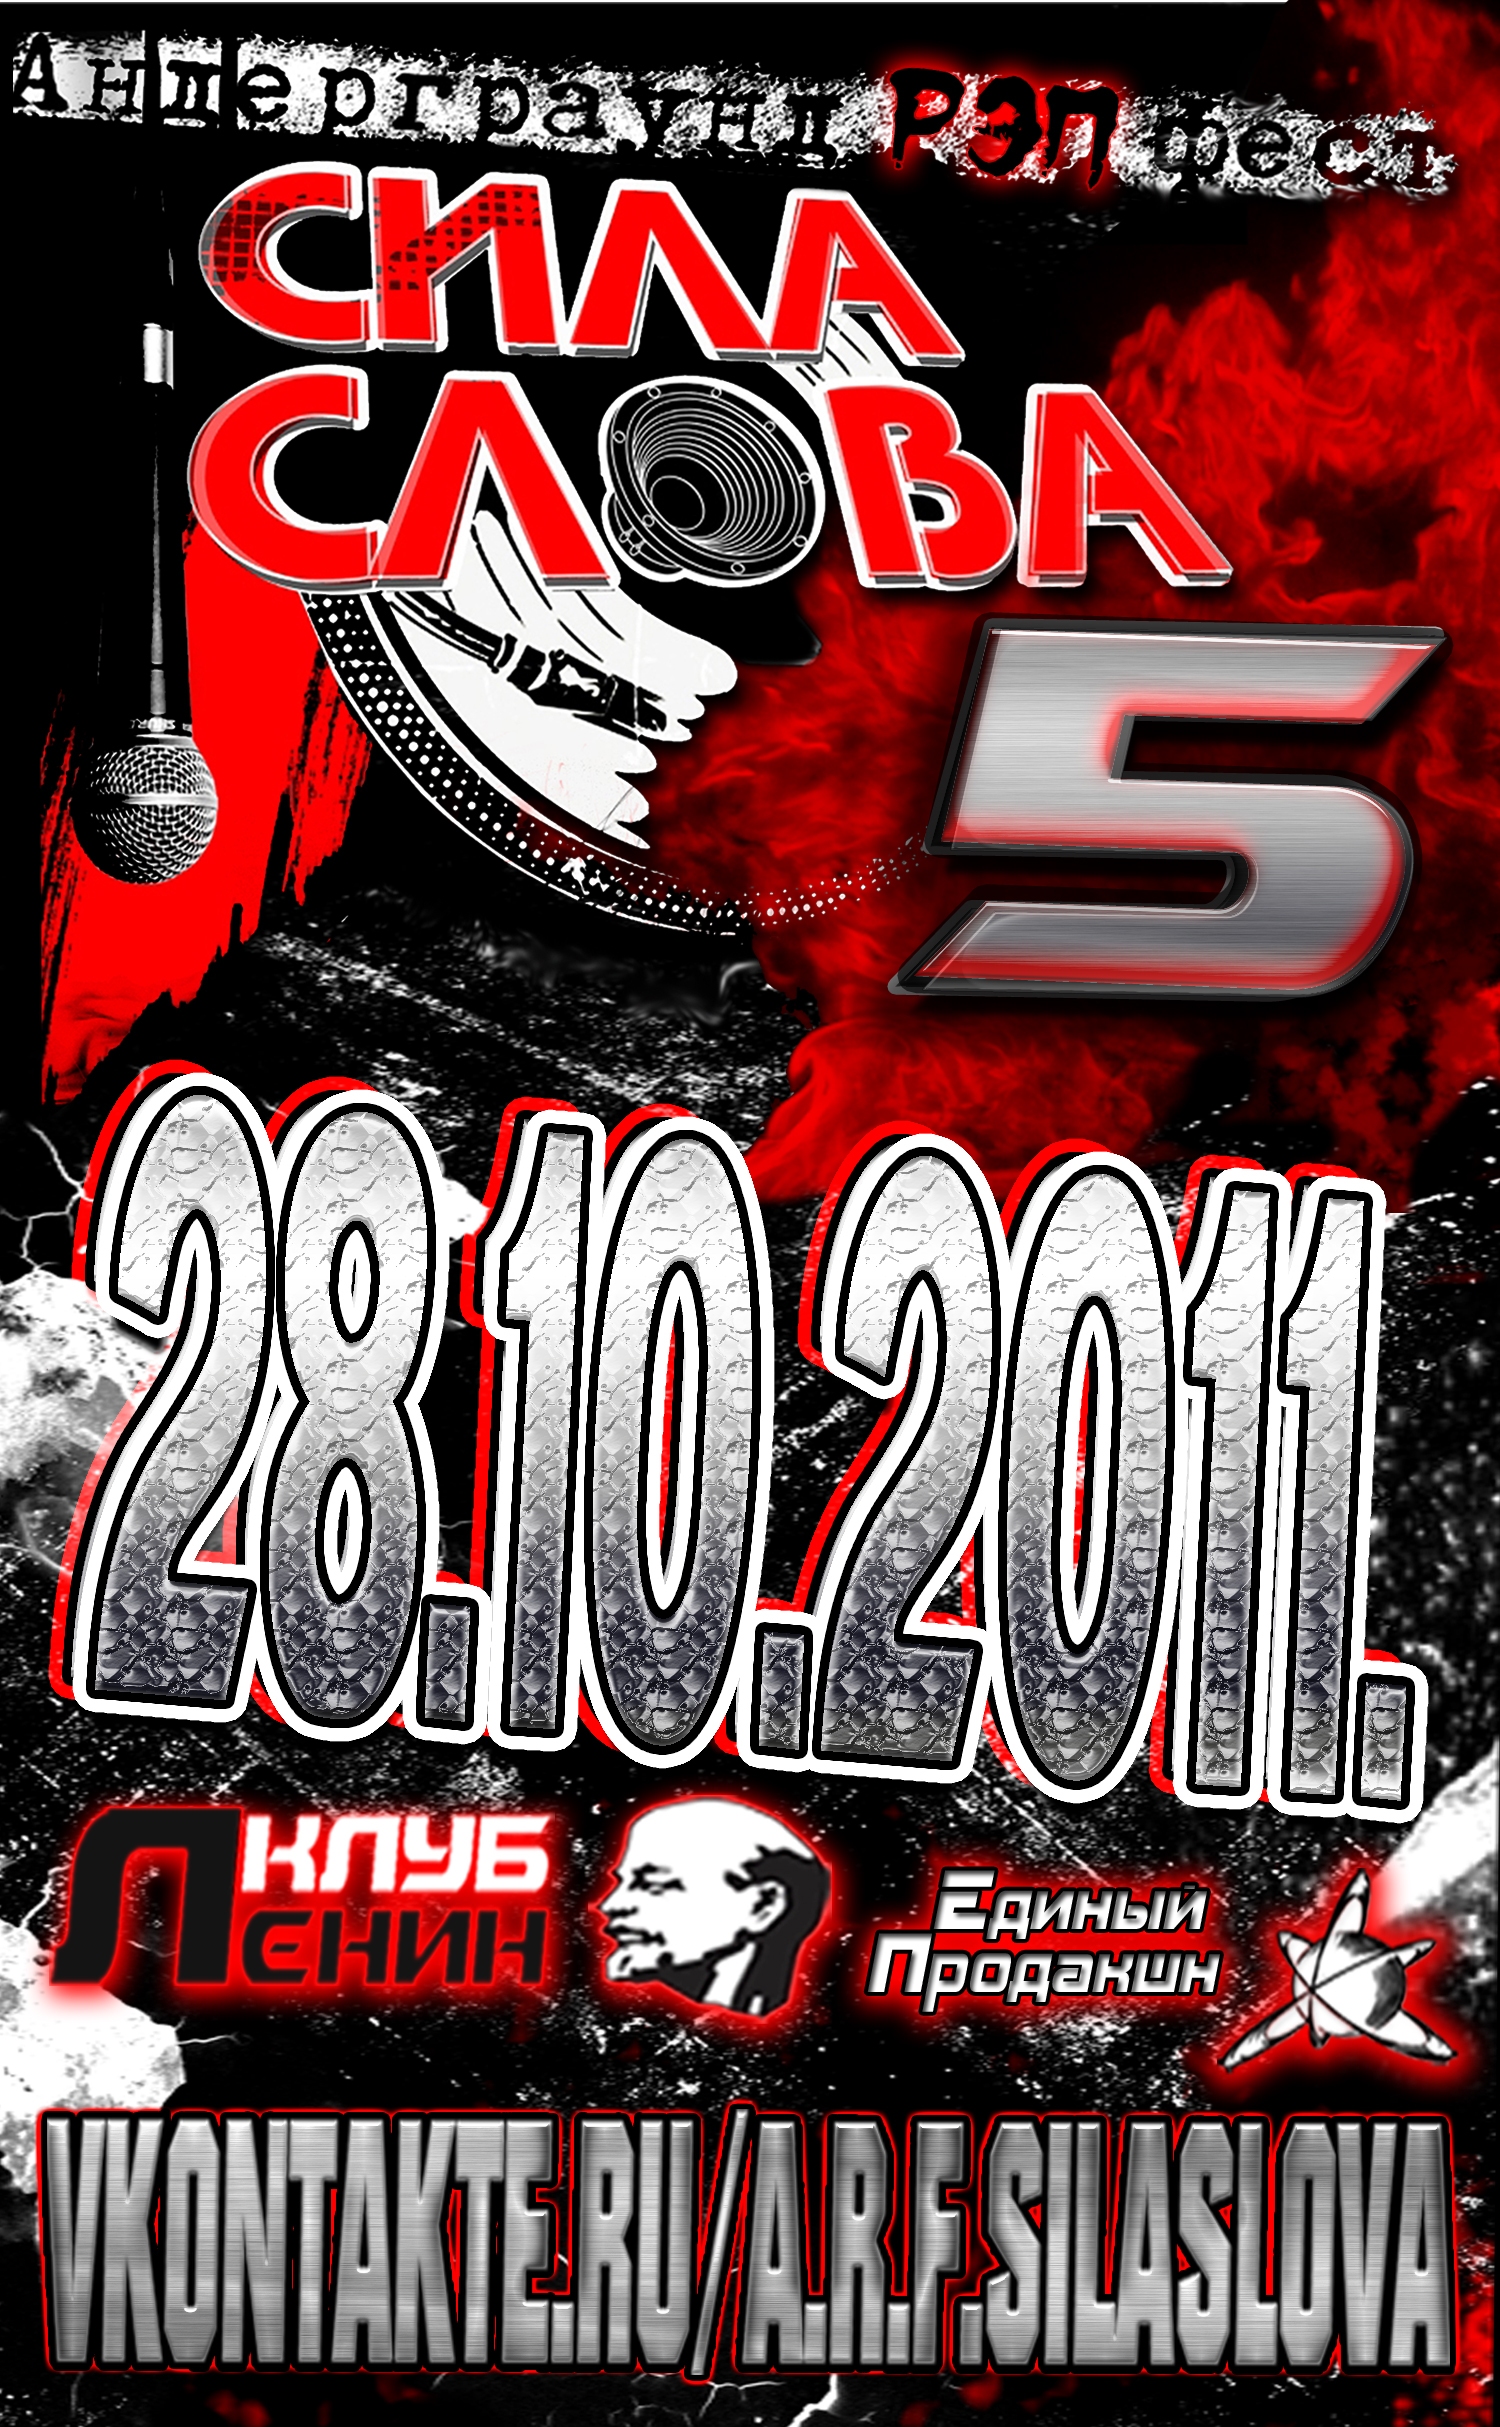 Андерграунд РЭП фест
СИЛА
СЛОВА
5
28.10.2011.
КЛУБ
ЛЕНИН
Единый
Продакшн
VKONTAKTE.RU/A.R.F.SILASLOVA